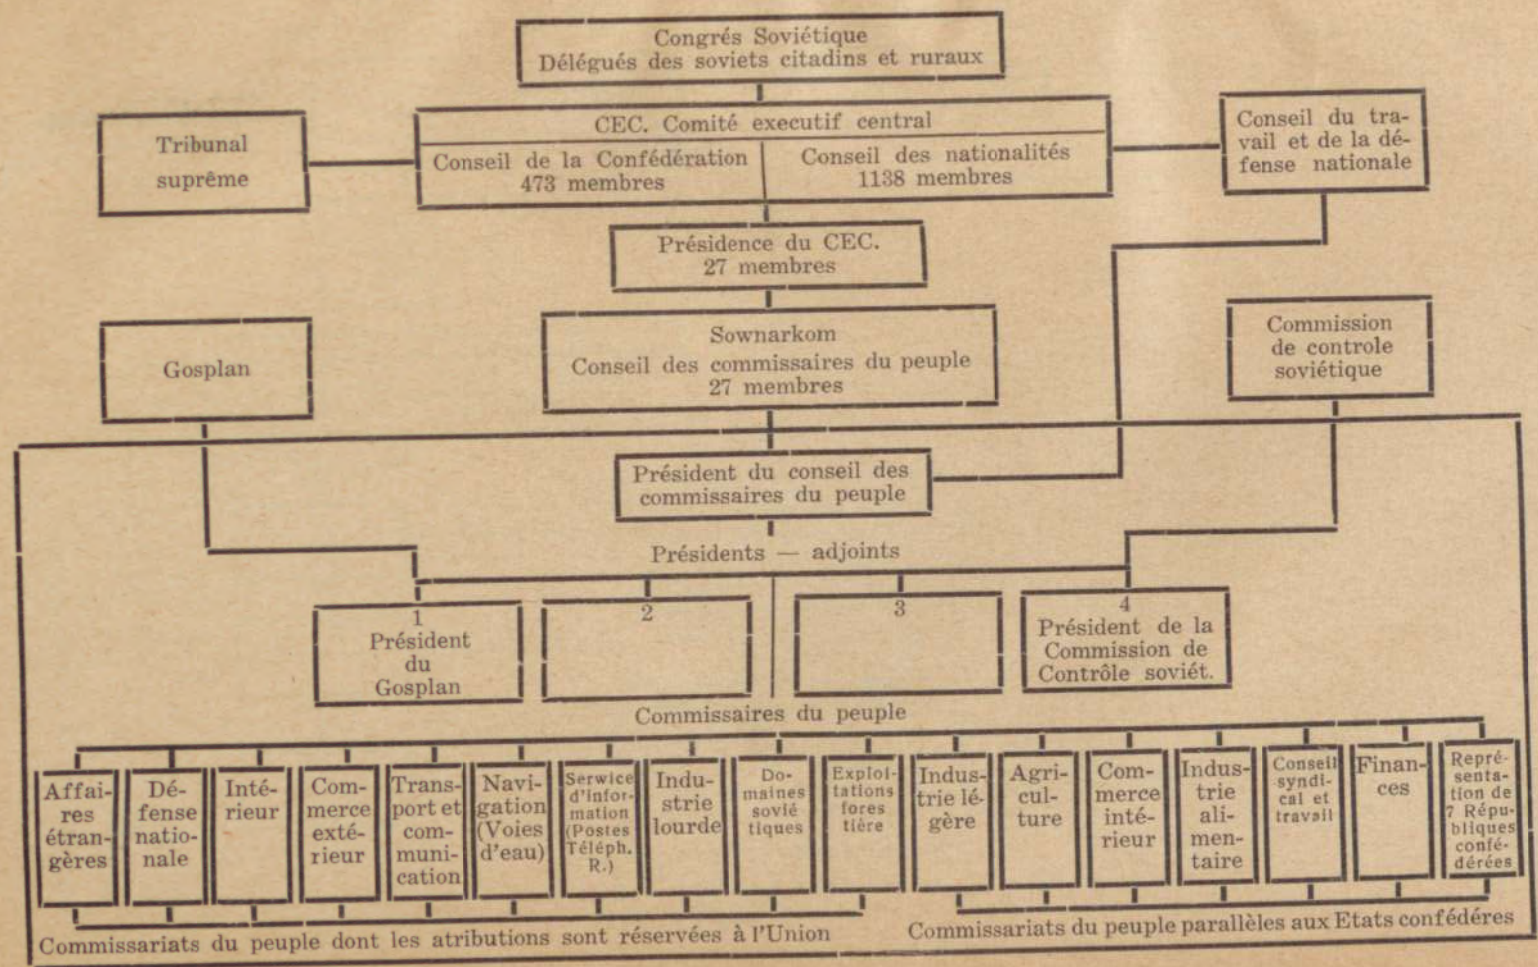 Congrés Soviétique
Délégués des soviets citadins et ruraux
Tribunal
suprême
CEC. Comité executif central
Conseil de la Confédération
473 membres
Conseil des nationalités
1138 membres
Conseil du tra-
vail et de la dé-
fense nationale
Présidence du CEC.
27 membres
Gosplan
Sownarkom
Conseil des commissaires du peuple
27 membres
Commission
de controle
soviétique
Président du conseil des
commissaires du peuple
Présidents — adjoints
1
Président
du
Gosplan
2
3
4
Président de la
Commission de
Contrôle soviét.
Commissaires du peuple
Affai-
res
étran-
gères
Dé-
fense
natio-
nale
Inté-
rieur
Com-
merce
exté-
rieur
Trans-
port et
com-
muni-
cation
Navi-
gation
(Voies
d'eau)
Serwice
d'infor-
mation
(Postes
Téléph.
R.)
Indu-
strie
lourde
Do-
maines
sovié
tiques
Exploi-
tations
fores
tière
Indus-
trie lé-
gère
Agri-
cul-
ture
Com-
merce
inté-
rieur
Indus-
trie
ali-
men-
taire
Conseil
syndi-
cal et
travail
Finan-
ces
Repré-
senta-
tion de
7 Répu-
bliques
confé-
dérées
Commissariats du peuple dont les atributions sont réservées à l'Union
Commissariats du peuple parallèles aux Etats confédéres